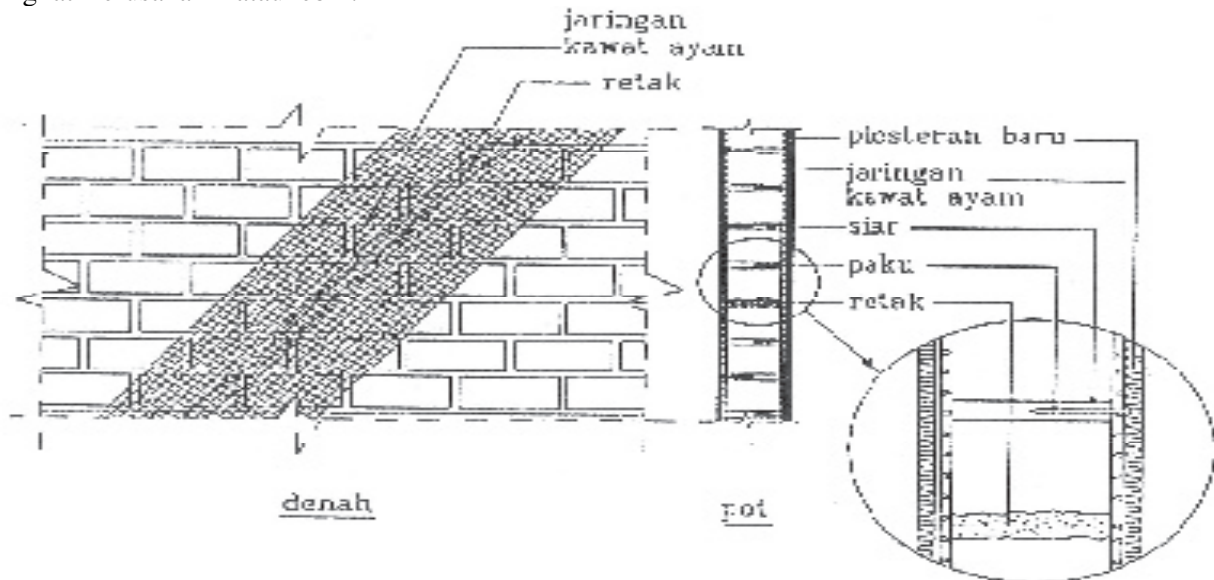 jaringan
kawat ayam
retak
plesteran baru
jaringan
kawat ayam
siar
paku
retak
denah
pot